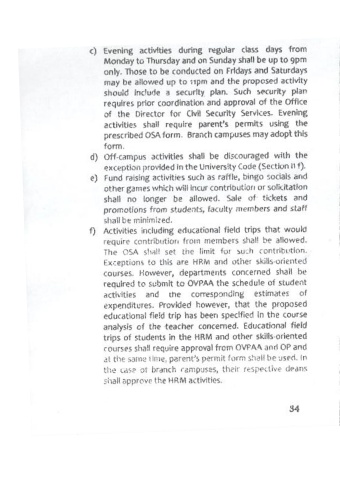 c) Evening activities during regular class days from
Monday to Thursday and on Sunday shall be up to 9pm
only. Those to be conducted on Fridays and Saturdays
may be allowed up to 11pm and the proposed activity
should include a security plan. Such security plan
requires prior coordination and approval of the Office
of the Director for Civil Security Services. Evening
activities shall require parent's permits using the
prescribed OSA form. Branch campuses may adopt this
form.
d) Off-campus activities shall be discouraged with the
exception provided in the University Code (Section II f).
e) Fund raising activities such as raffle, bingo socials and
other games which will incur contribution or solicitation
shall no longer be allowed. Sale of tickets and
promotions from students, faculty members and staff
shall be minimized.
f) Activities including educational field trips that would
require contribution from members shall be allowed.
The OSA shall set the limit for such contribution.
Exceptions to this are HRM and other skills-oriented
courses. However, departments concerned shall be
required to submit to OVPAA the schedule of student
activities and the corresponding estimates of
expenditures. Provided however, that the proposed
educational field trip has been specified in the course
analysis of the teacher concerned. Educational field
trips of students in the HRM and other skills-oriented
courses shall require approval from OVPAA and OP and
at the same time, parent's permit form shall be used. In
the case of branch campuses, their respective deans
shall approve the HRM activities.
34